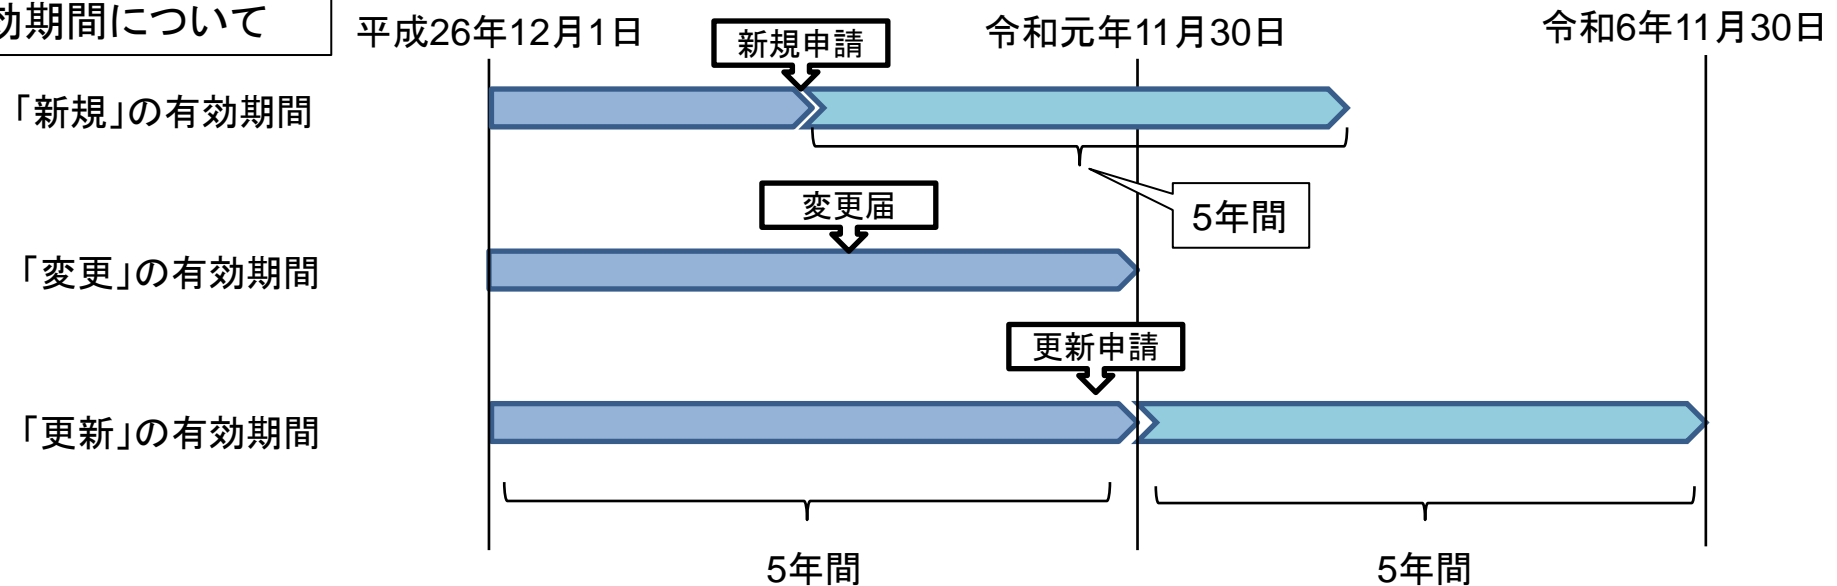 効期間について
平成26年12月1日
令和元年11月30日
令和6年11月30日
新規申請
「新規」の有効期間
5年間
変更届
「変更」の有効期間
更新申請
「更新」の有効期間
5年間
5年間